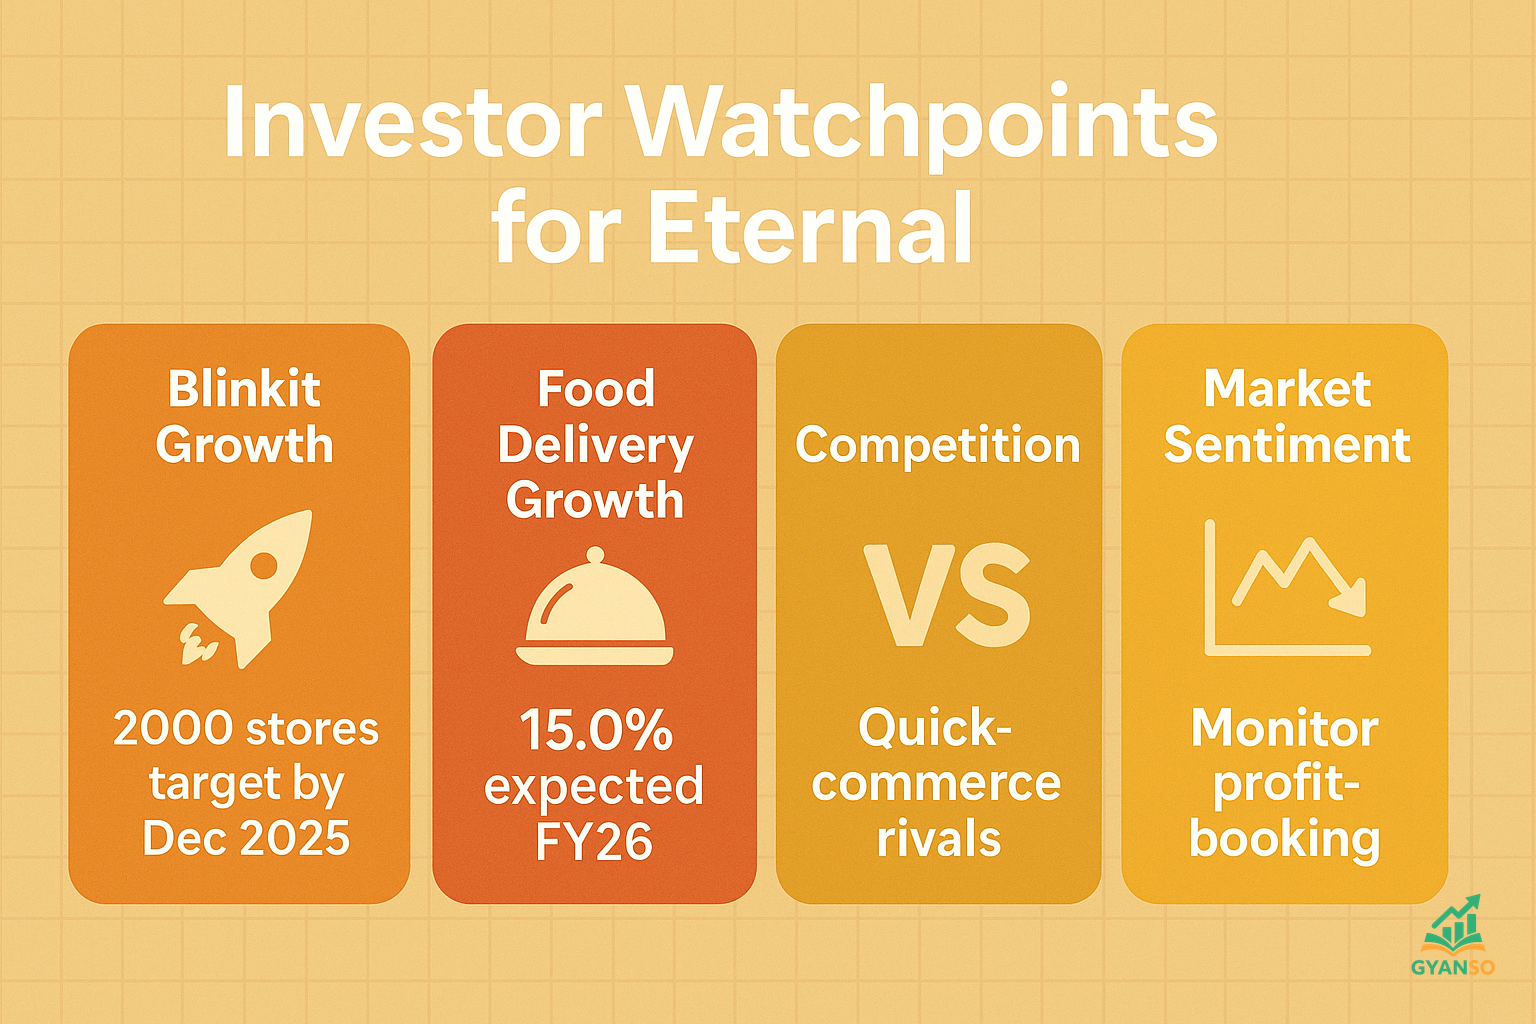 Investor Watchpoints
for Eternal
Blinkit
Growth
2000 stores
target by
Dec 2025
Food
Delivery
Growth
15.0%
expected
FY26
Competition
VS
Quick-
commerce
rivals
Market
Sentiment
Monitor
profit-
booking
GYANSO